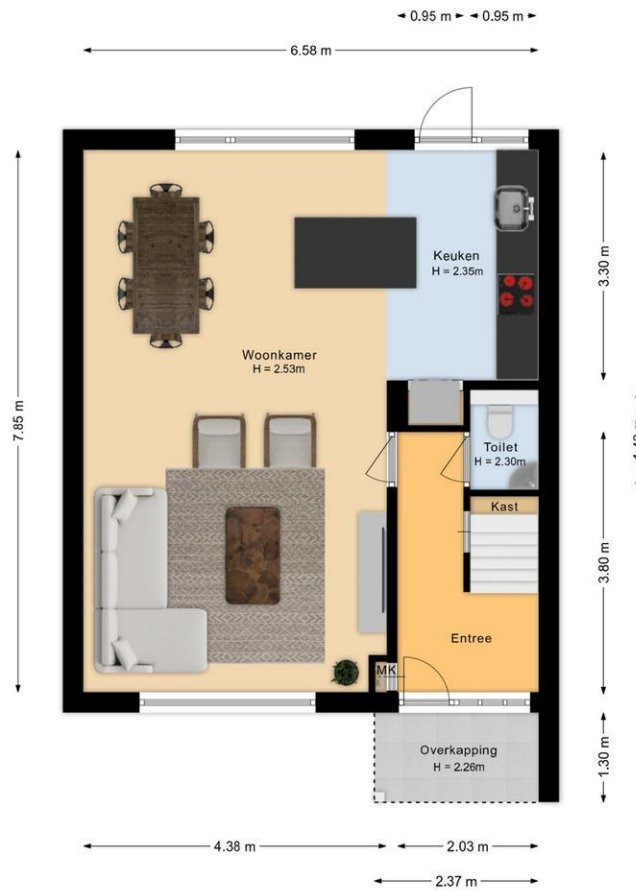 0.95 m
0.95 m
6.58 m
7.85 m
3.30 m
Keuken
H = 2.35m
Woonkamer
H = 2.53m
Toilet
H = 2.30m
Kast
3.80 m
Entree
MK
Overkapping
H = 2.26m
1.30 m
4.38 m
2.03 m
2.37 m